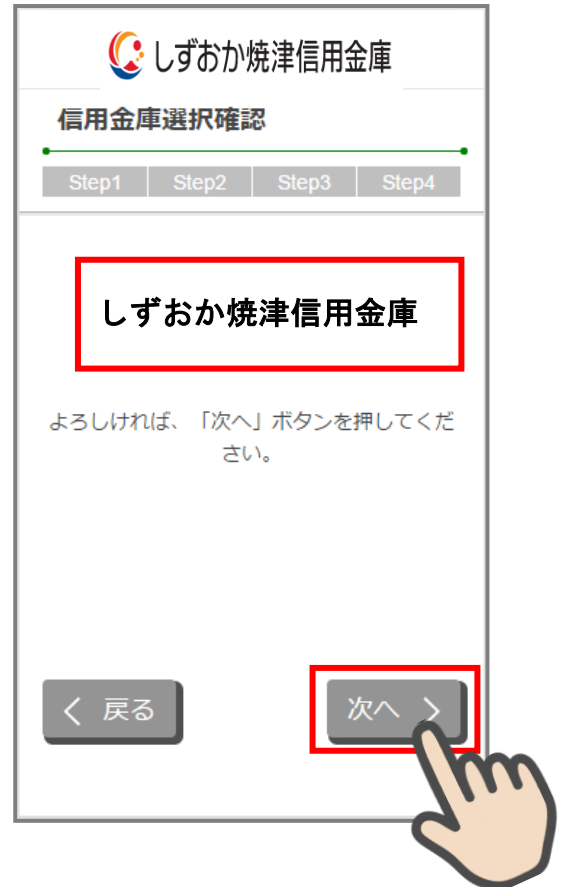 しずおか焼津信用金庫
信用金庫選択確認
Step1 Step2 Step3 Step4
しずおか焼津信用金庫
よろしければ、「次へ」ボタンを押してくだ
さい。
戻る 次へ